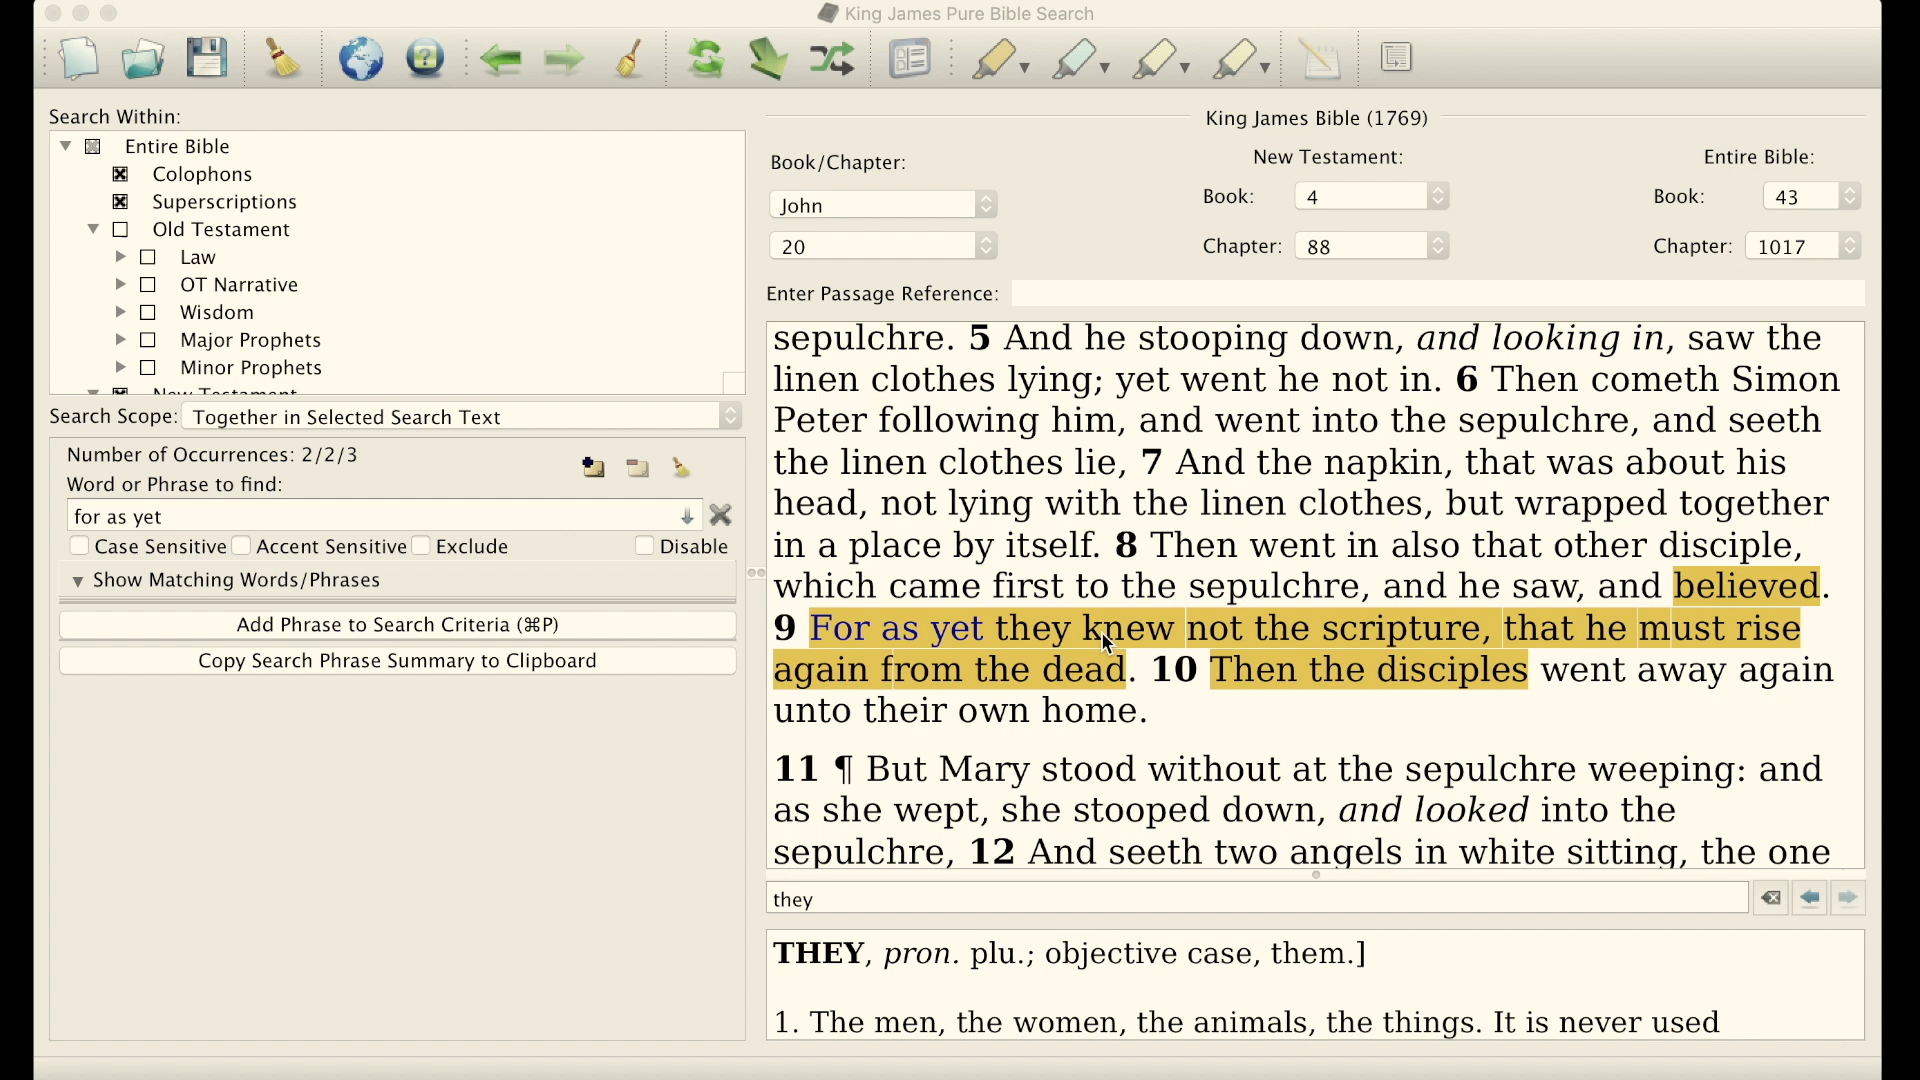 King James Pure Bible Search
Search Within:
Entire Bible
Colophons
Superscriptions
Old Testament
Law
OT Narrative
Wisdom
Major Prophets
Minor Prophets
New Testament
Search Scope: Together in Selected Search Text
Number of Occurrences: 2/2/3
Word or Phrase to find:
for as yet
Case Sensitive Accent Sensitive Exclude Disable
Show Matching Words/Phrases
Add Phrase to Search Criteria (⌘P)
Copy Search Phrase Summary to Clipboard
King James Bible (1769)
Book/Chapter:
John
20
New Testament:
Book: 4
Chapter: 88
Entire Bible:
Book: 43
Chapter: 1017
Enter Passage Reference:
sepulchre. 5 And he stooping down, and looking in, saw the
linen clothes lying; yet went he not in. 6 Then cometh Simon
Peter following him, and went into the sepulchre, and seeth
the linen clothes lie, 7 And the napkin, that was about his
head, not lying with the linen clothes, but wrapped together
in a place by itself. 8 Then went in also that other disciple,
which came first to the sepulchre, and he saw, and believed.
9 For as yet they knew not the scripture, that he must rise
again from the dead. 10 Then the disciples went away again
unto their own home.
11 ¶ But Mary stood without at the sepulchre weeping: and
as she wept, she stooped down, and looked into the
sepulchre, 12 And seeth two angels in white sitting, the one
they
THEY, pron. plu.; objective case, them.]
1. The men, the women, the animals, the things. It is never used